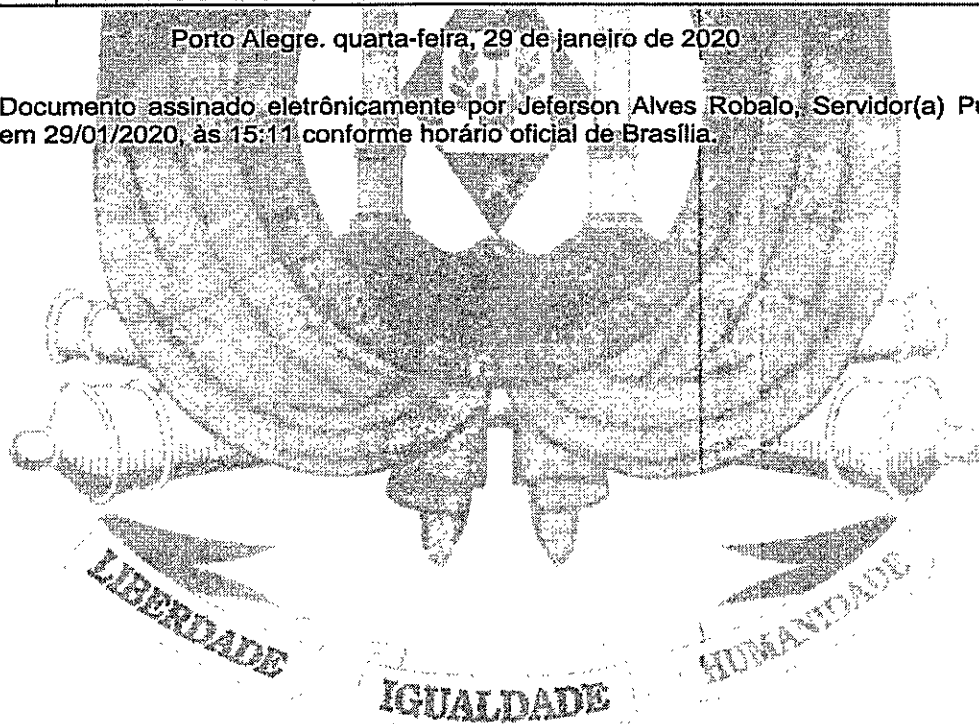 Porto Alegre. quarta-feira, 29 de janeiro de 2020
Documento assinado eletrônicamente por Jeferson Alves Robalo, Servidor(a)
em 29/01/2020, às 15:11 conforme horário oficial de Brasília.
LIBERDADE
IGUALDADE
HUMANIDADE